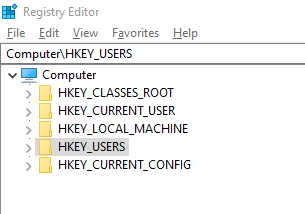 Registry Editor
File Edit View Favorites Help
Computer\HKEY_USERS
Computer
HKEY_CLASSES_ROOT
HKEY_CURRENT_USER
HKEY_LOCAL_MACHINE
HKEY_USERS
HKEY_CURRENT_CONFIG